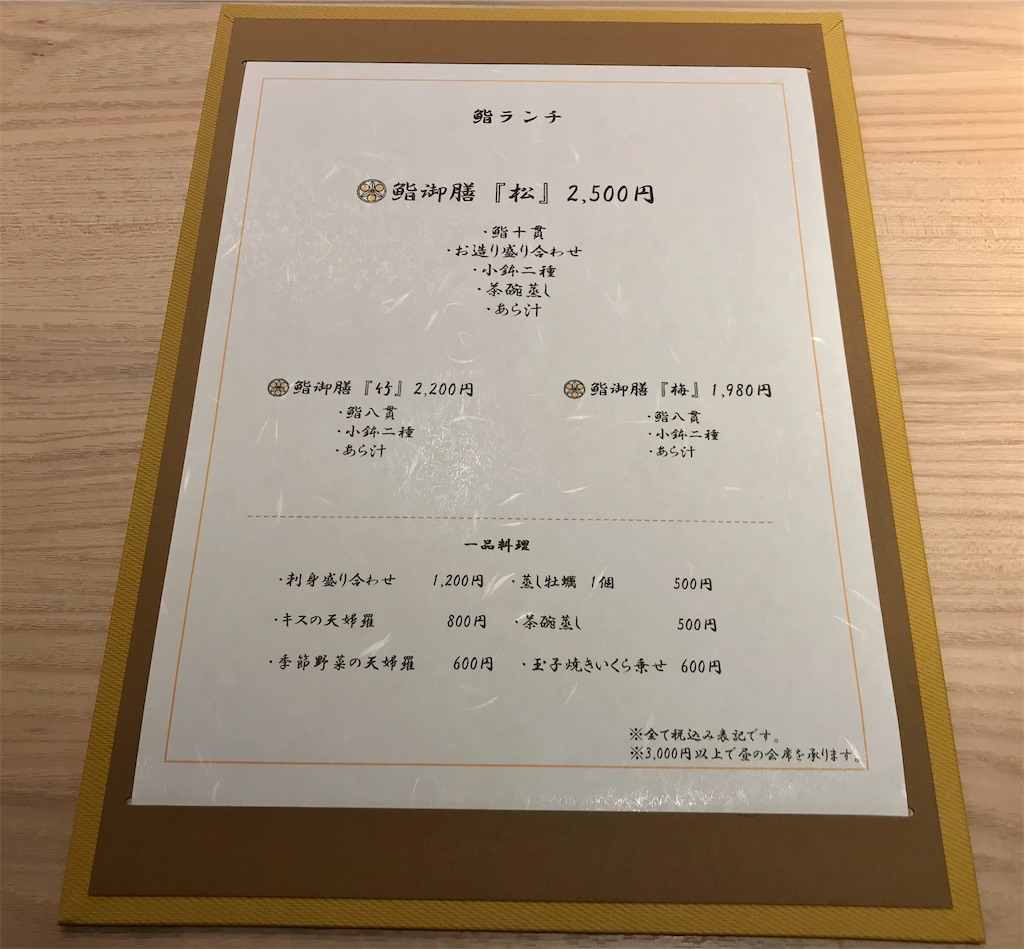 鮨ランチ
鮨御膳『松』2,500円
・鮨十貫
・お造り盛り合わせ
・小鉢二種
・茶碗蒸し
・あら汁
鮨御膳『竹』2,200円
・鮨八貫
・小鉢二種
・あら汁
鮨御膳『梅』1,980円
・鮨八貫
・小鉢二種
・あら汁
一品料理
・刺身盛り合わせ 1,200円 ・蒸し牡蠣 1個 500円
・キスの天婦羅 800円 ・茶碗蒸し 500円
・季節野菜の天婦羅 600円 ・玉子焼きいくら乗せ 600円
※全て税込み表記です。
※3,000円以上で昼の会席を承ります。